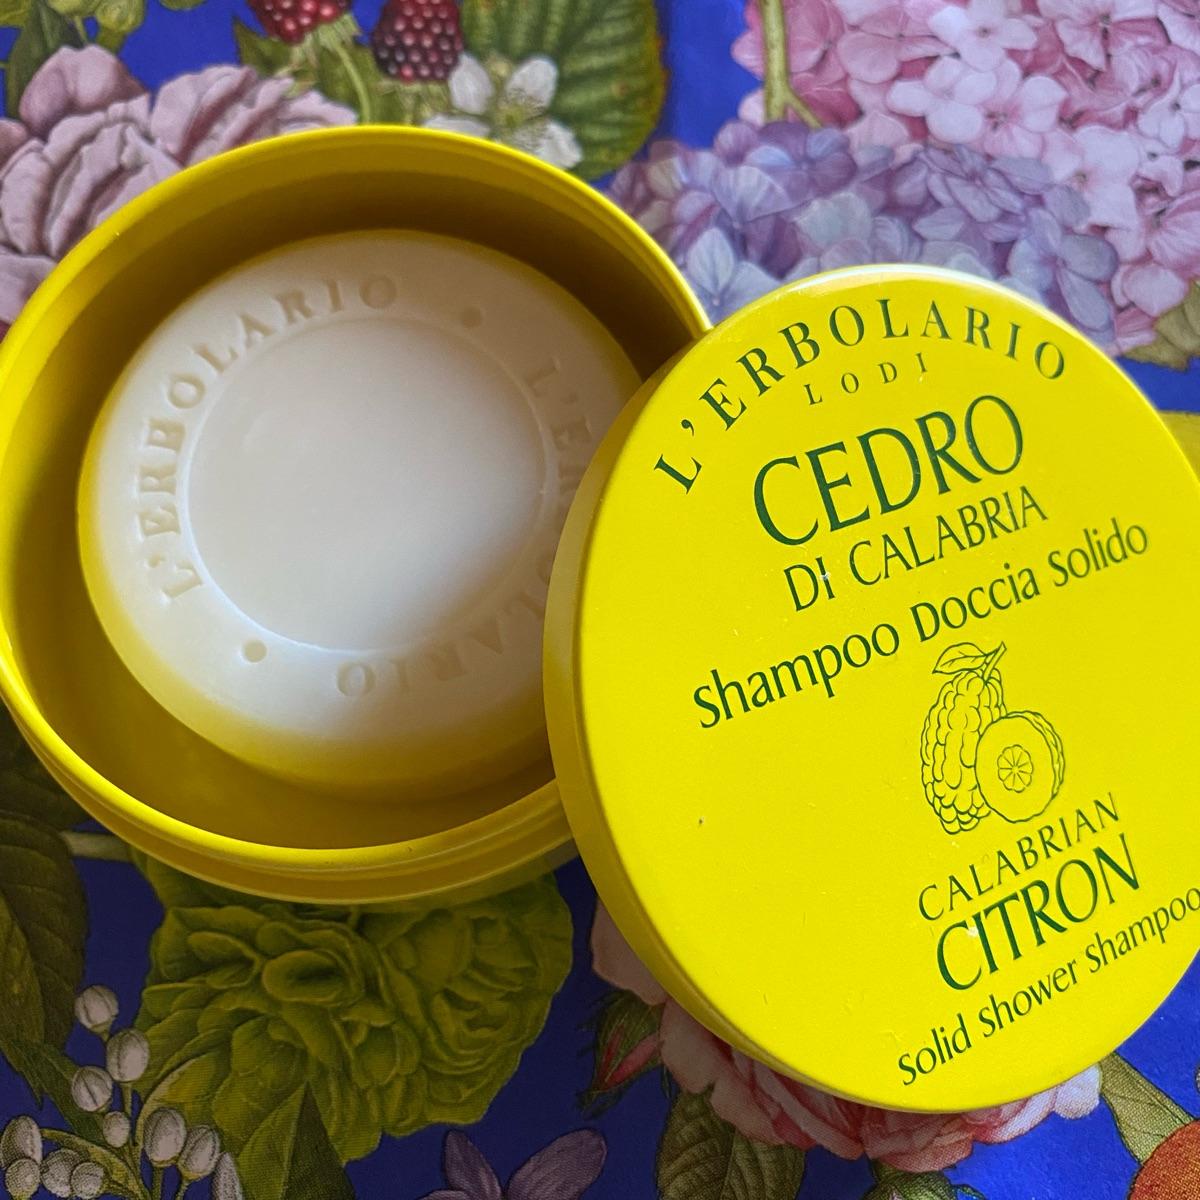 L'ERBOLARIO
L'ERBOLARIO
L'ERBOLARIO
LODI
CEDRO
DI CALABRIA
Shampoo Doccia Solido
CALABRIAN
CITRON
Solid Shower Shampoo